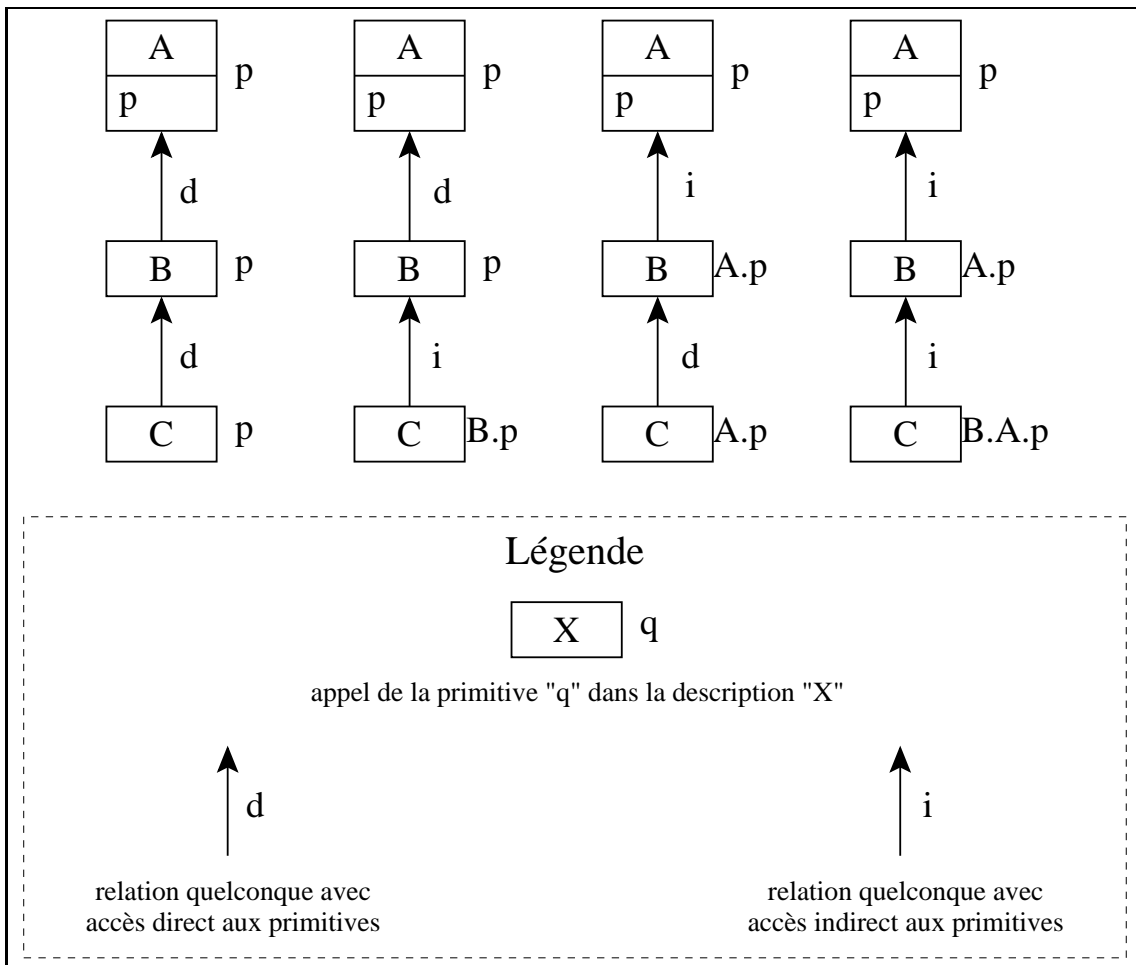 A A A A
p p p p
p p p p
d d i i
B p B p B A.p B A.p
d i d i
C p C B.p C A.p C B.A.p
Légende
X q
appel de la primitive "q" dans la description "X"
d i
relation quelconque avec relation quelconque avec
accès direct aux primitives accès indirect aux primitives